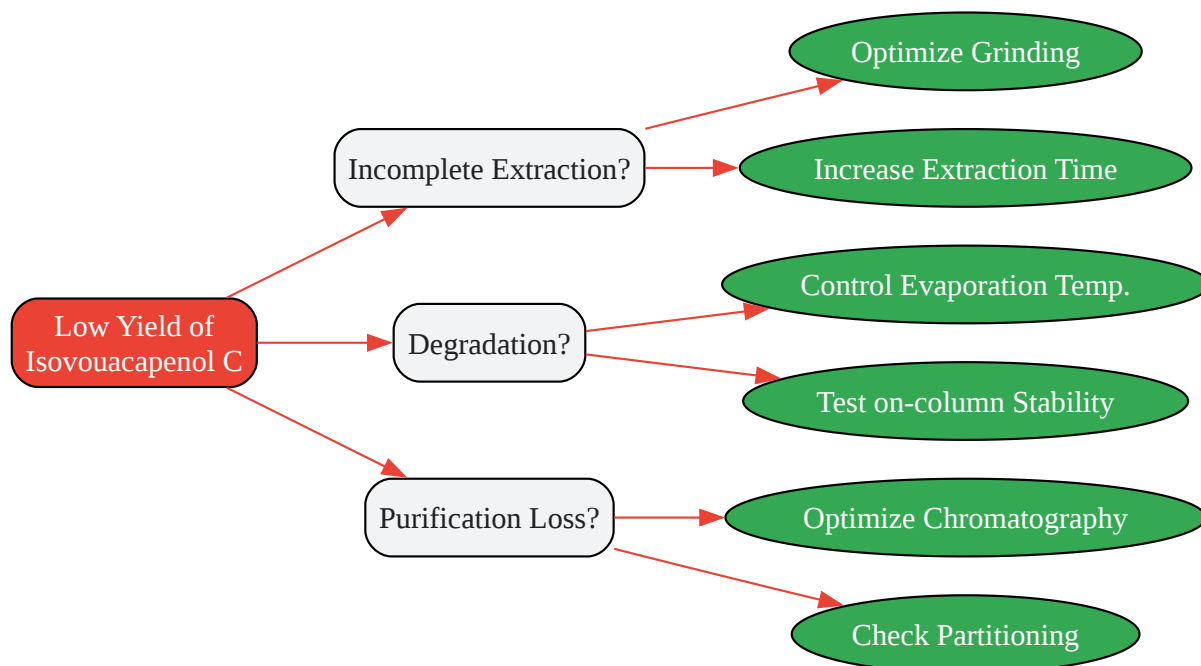 Low Yield of
Isovouacapenol C
Incomplete Extraction?
Degradation?
Purification Loss?
Optimize Grinding
Increase Extraction Time
Control Evaporation Temp.
Test on-column Stability
Optimize Chromatography
Check Partitioning